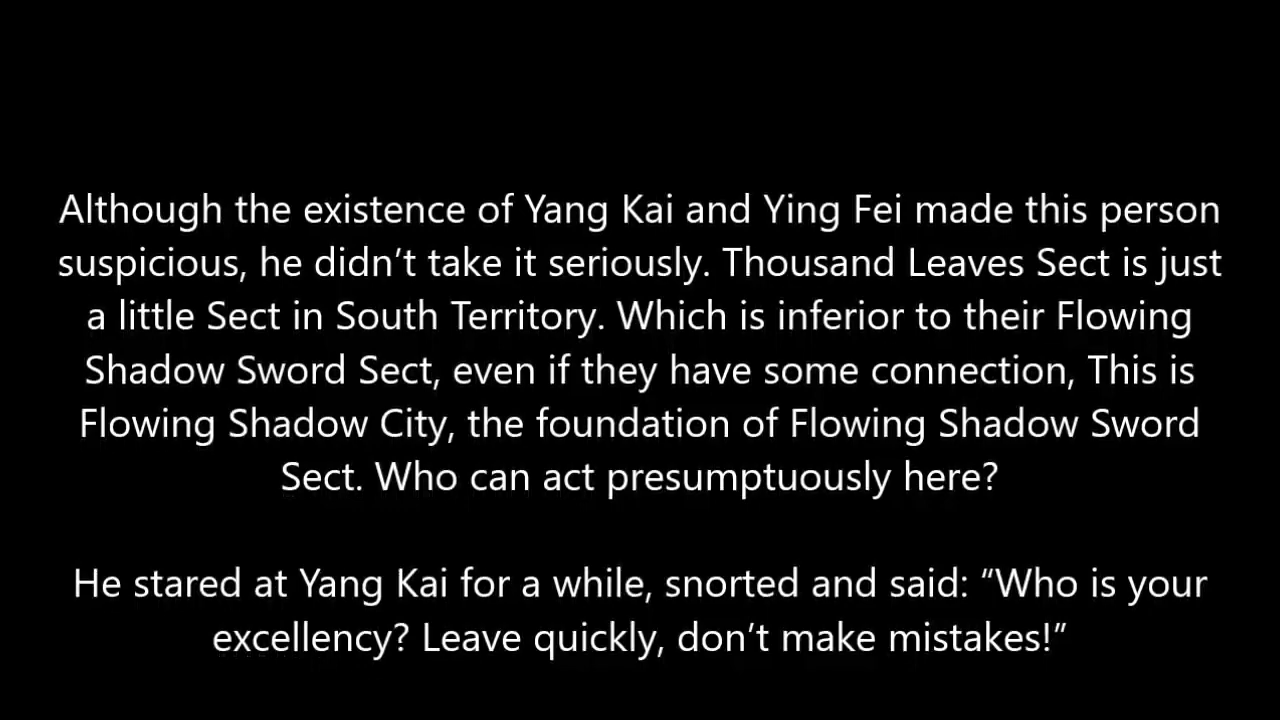 Although the existence of Yang Kai and Ying Fei made this person
suspicious, he didn’t take it seriously. Thousand Leaves Sect is just
a little Sect in South Territory. Which is inferior to their Flowing
Shadow Sword Sect, even if they have some connection, This is
Flowing Shadow City, the foundation of Flowing Shadow Sword
Sect. Who can act presumptuously here?
He stared at Yang Kai for a while, snorted and said: “Who is your
excellency? Leave quickly, don’t make mistakes!”